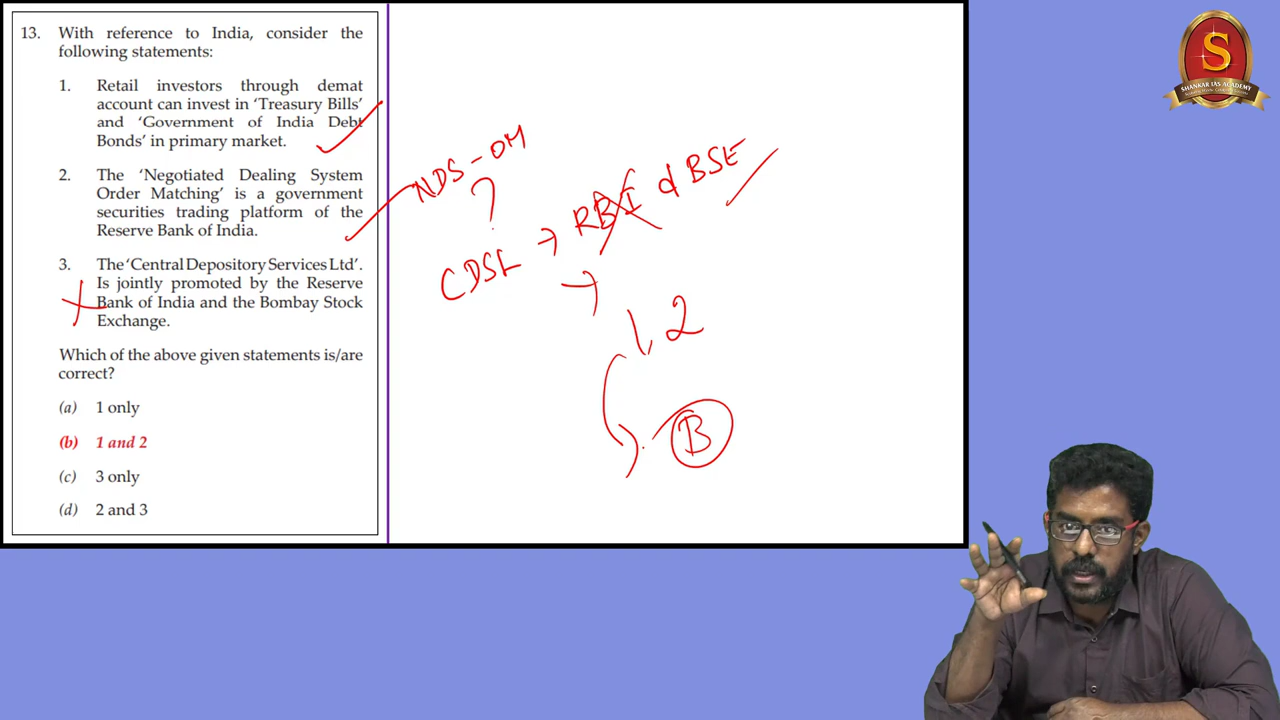 13. With reference to India, consider the
following statements:
1. Retail investors through demat
account can invest in 'Treasury Bills'
and 'Government of India Debt
Bonds' in primary market.
2. The 'Negotiated Dealing System
Order Matching' is a government
securities trading platform of the
Reserve Bank of India.
3. The 'Central Depository Services Ltd'.
Is jointly promoted by the Reserve
Bank of India and the Bombay Stock
Exchange.
Which of the above given statements is/are
correct?
(a) 1 only
(b) 1 and 2
(c) 3 only
(d) 2 and 3
NDS-OM
?
CDSL → RBI & BSE
→
1, 2
B
S
SHANKAR IAS ACADEMY